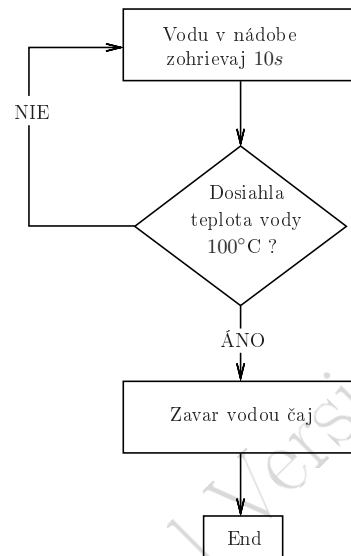 Vodu v nádobe
zohrievaj 10s
NIE
Dosiahla
teplota vody
100°C ?
ÁNO
Zavar vodou čaj
End